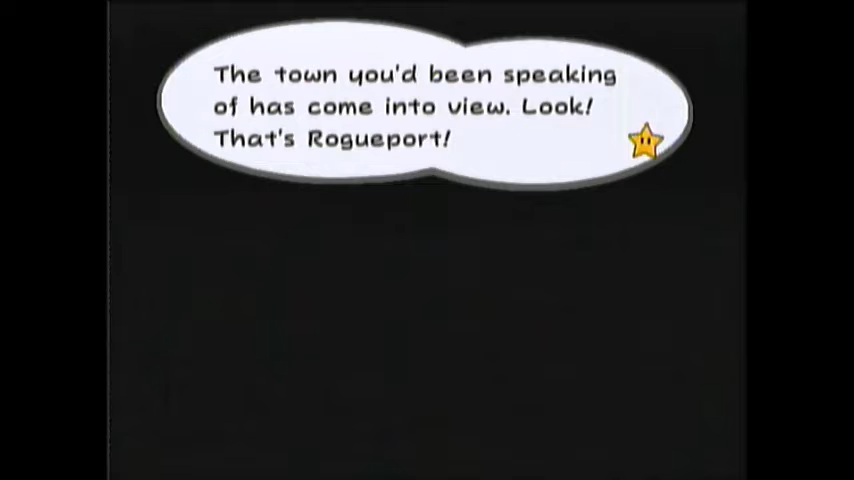 The town you'd been speaking
of has come into view. Look!
That's Rogueport!